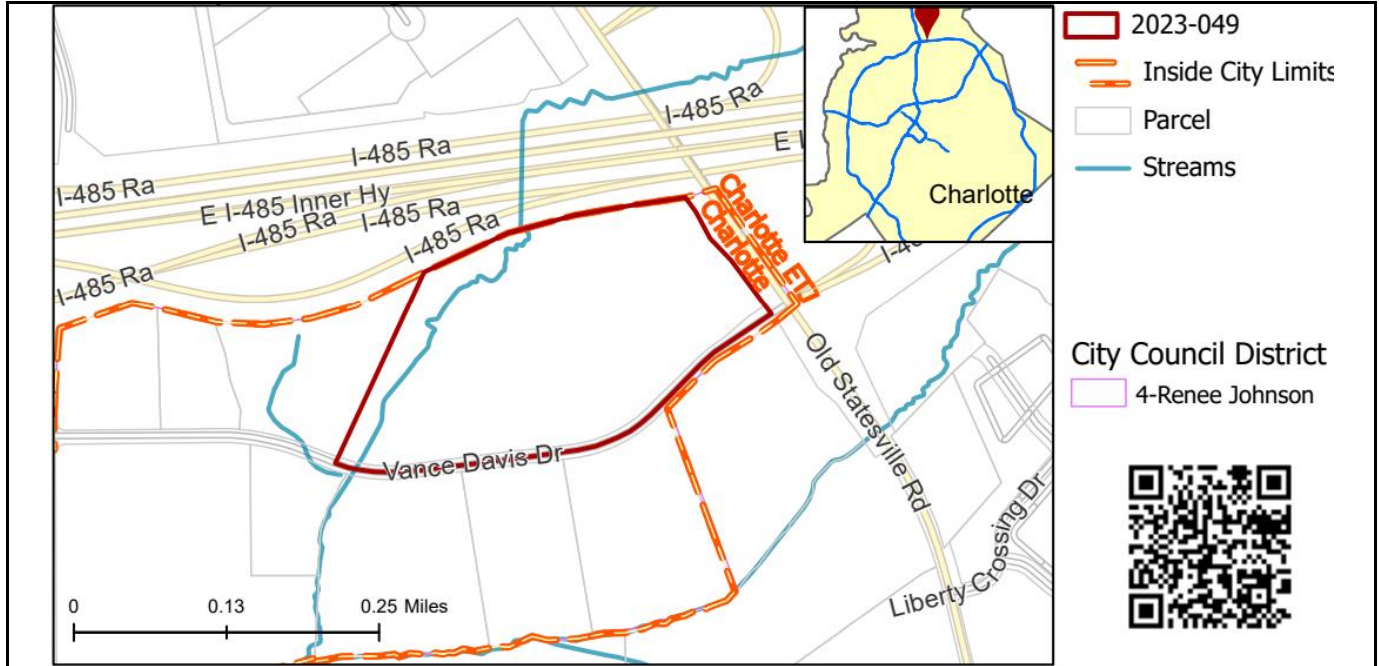 I-485 Ra
I-485 Ra
I-485 Ra
E I-485 Inner Hy
I-485 Ra
I-485 Ra
I-485 Ra
I-485 Ra
E I-
I-48
Charlotte ETJ
Charlotte
Old Statesville Rd
Vance Davis Dr
Liberty Crossing Dr
0 0.13 0.25 Miles
Charlotte
2023-049
Inside City Limits
Parcel
Streams
City Council District
4-Renee Johnson